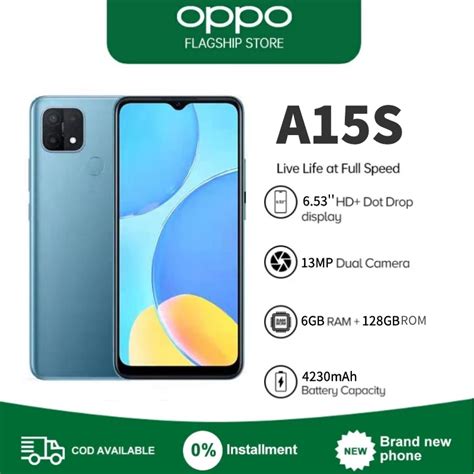 oppo
FLAGSHIP STORE
A15S
Live Life at Full Speed
6.53'' HD+ Dot Drop
display
13MP Dual Camera
6GB RAM + 128GB ROM
4230mAh
Battery Capacity
COD AVAILABLE
0% Installment
NEW Brand new
phone